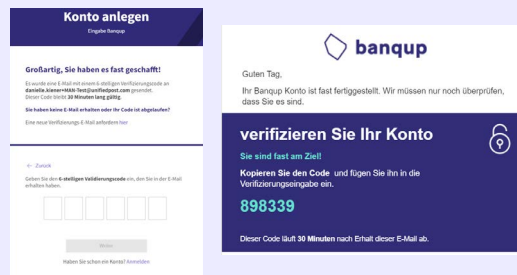 Konto anlegen
Eingabe Banqup
Großartig, Sie haben es fast geschafft!
Es wurde eine E-Mail mit einem 6-stelligen Verifizierungscode an
danielle.kiener+MAN-Test@unifiedpost.com gesendet.
Dieser Code bleibt 30 Minuten lang gültig.
Sie haben keine E-Mail erhalten oder Ihr Code ist abgelaufen?
Eine neue Verifizierungs-E-Mail anfordern hier
← Zurück
Geben Sie den 6-stelligen Validierungscode ein, den Sie in der E-Mail
erhalten haben.
Weiter
Haben Sie schon ein Konto? Anmelden
banqup
Guten Tag,
Ihr Banqup Konto ist fast fertiggestellt. Wir müssen nur noch überprüfen,
dass Sie es sind.
verifizieren Sie Ihr Konto
Sie sind fast am Ziel!
Kopieren Sie den Code und fügen Sie ihn in die
Verifizierungseingabe ein.
898339
Dieser Code läuft 30 Minuten nach Erhalt dieser E-Mail ab.